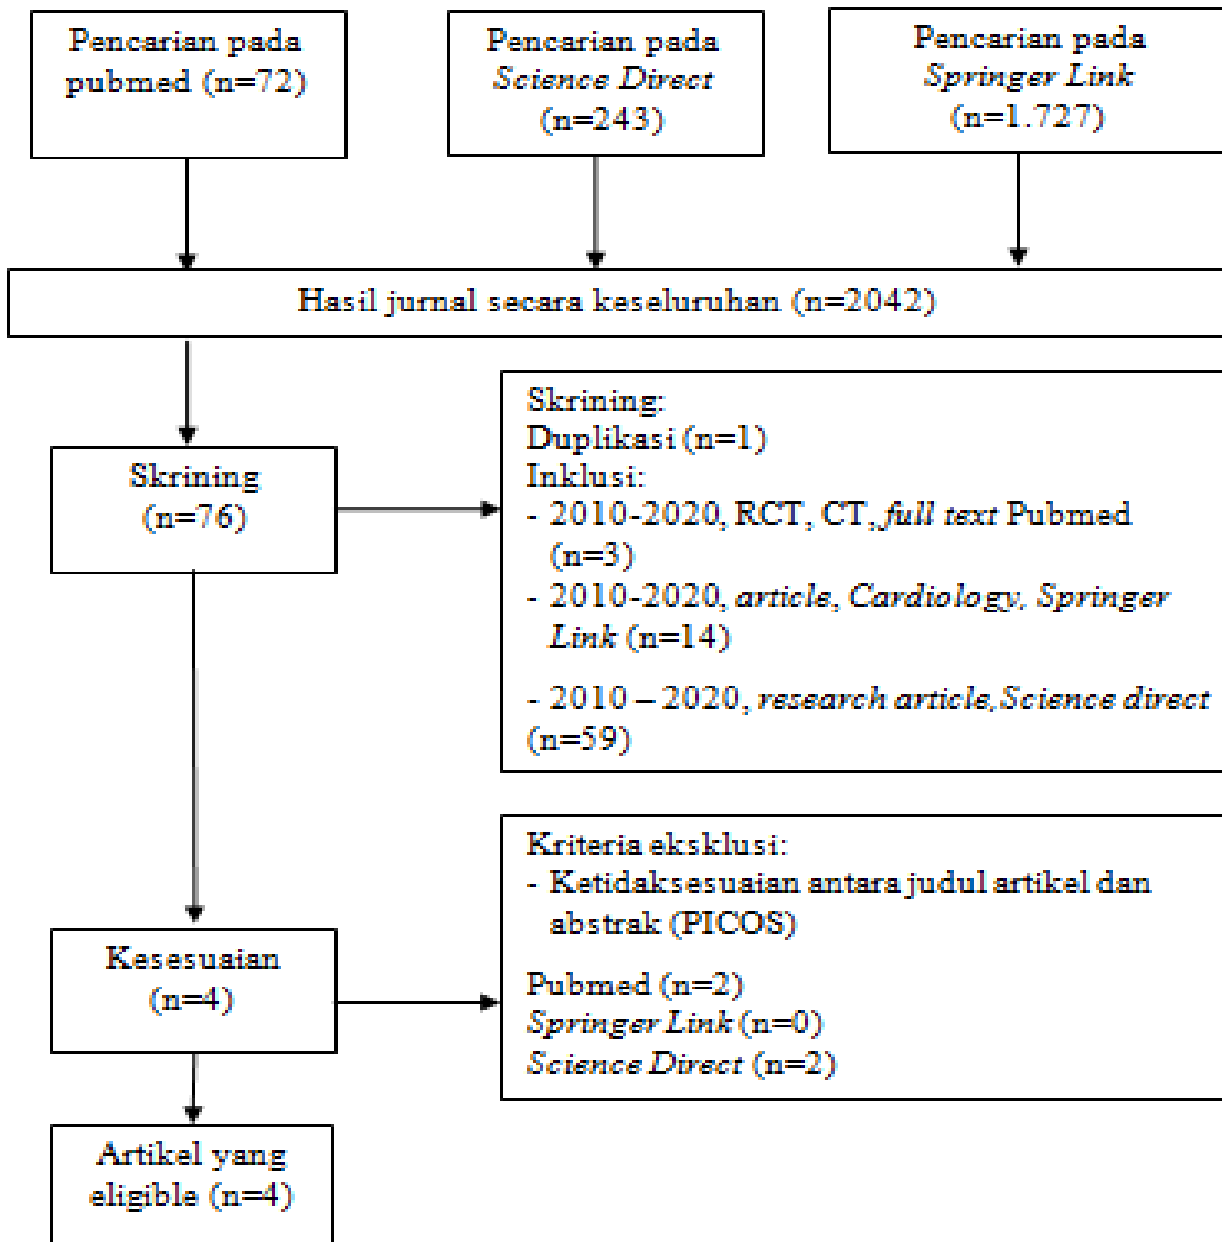 Pencarian pada
pubmed (n=72)
Pencarian pada
Science Direct
(n=243)
Pencarian pada
Springer Link
(n=1.727)
Hasil jurnal secara keseluruhan (n=2042)
Skrining
(n=76)
Skrining:
Duplikasi (n=1)
Inklusi:
- 2010-2020, RCT, CT, full text Pubmed
(n=3)
- 2010-2020, article, Cardiology, Springer
Link (n=14)
- 2010 – 2020, research article,Science direct
(n=59)
Kesesuaian
(n=4)
Kriteria eksklusi:
- Ketidaksesuaian antara judul artikel dan
abstrak (PICOS)
Pubmed (n=2)
Springer Link (n=0)
Science Direct (n=2)
Artikel yang
eligible (n=4)